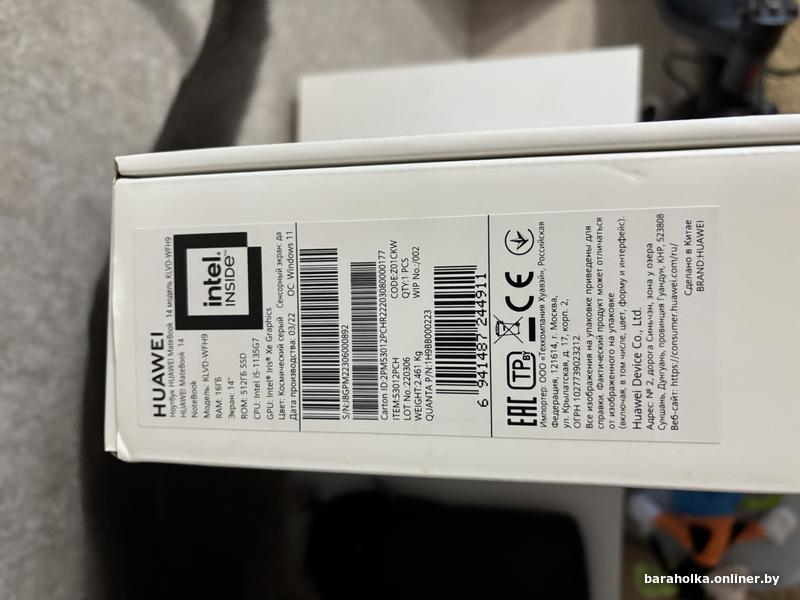 HUAWEI
Ноутбук HUAWEI MateBook 14 модель KLVD-WFH9
HUAWEI MateBook 14
NoteBook
Модель: KLVD-WFH9
RAM: 16ГБ
Экран: 14"
ROM: 512ГБ SSD
CPU: Intel i5-1135G7
GPU: Intel® Iris® Xe Graphics
Цвет: Космический серый Сенсорный экран: да
Дата производства: 03/22 ОС: Windows 11
intel.
INSIDE™
S/N:J8GPM22306000892
Carton ID:2PM53012PCHR22203080000177
ITEM:53012PCH CODE:Z01CKW
LOT No.:220306 QTY:1 PCS
WEIGHT:2.461 Kg WIP No.:/002
QUANTA P/N:1H9BB000223
6 941487 244911
EAC TP BY CE
Импортер: ООО «Техкомпания Хуавэй», Российская
Федерация, 121614, г. Москва,
ул. Крылатская, д. 17, корп. 2,
ОГРН 1027739023212.
Все изображения на упаковке приведены для
справки. Фактический продукт может отличаться
от изображенного на упаковке
(включая, в том числе, цвет, форму и интерфейс).
Huawei Device Co., Ltd.
Адрес: № 2, дорога Синьчэн, зона у озера
Суншань, Дунгуань, провинция Гуандун, КНР, 523808
Веб-сайт: https://consumer.huawei.com/ru/
Сделано в Китае
BRAND:HUAWEI
baraholka.onliner.by